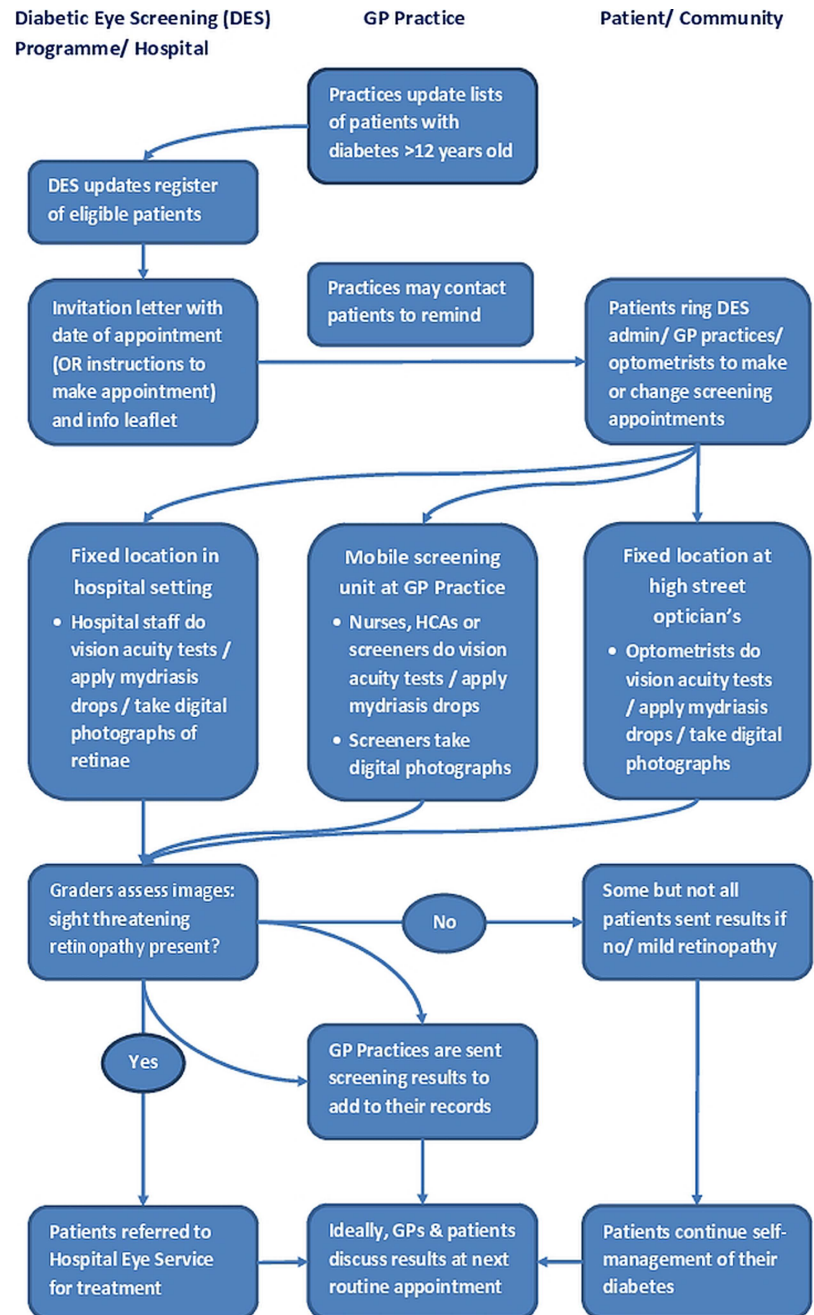 Diabetic Eye Screening (DES)
Programme/ Hospital
GP Practice
Patient/ Community
Practices update lists
of patients with
diabetes >12 years old
DES updates register
of eligible patients
Invitation letter with
date of appointment
(OR instructions to
make appointment)
and info leaflet
Practices may contact
patients to remind
Patients ring DES
admin/ GP practices/
optometrists to make
or change screening
appointments
Fixed location in
hospital setting
• Hospital staff do
vision acuity tests /
apply mydriasis
drops / take digital
photographs of
retinae
Mobile screening
unit at GP Practice
• Nurses, HCAs or
screeners do vision
acuity tests / apply
mydriasis drops
• Screeners take
digital photographs
Fixed location at
high street
optician's
• Optometrists do
vision acuity tests
/ apply mydriasis
drops / take digital
photographs
Graders assess images:
sight threatening
retinopathy present?
No
Some but not all
patients sent results if
no/ mild retinopathy
Yes
GP Practices are sent
screening results to
add to their records
Patients referred to
Hospital Eye Service
for treatment
Ideally, GPs & patients
discuss results at next
routine appointment
Patients continue self-
management of their
diabetes